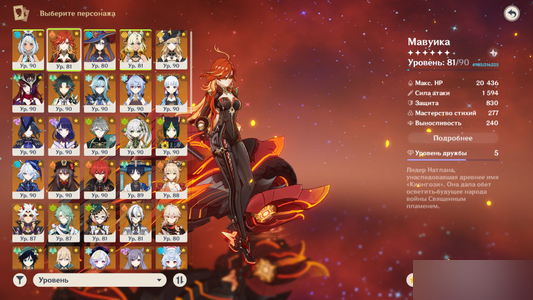 Выберите персонажа
Ур. 90 Ур. 81 Ур. 80 Ур. 81 Ур. 90
Ур. 90 Ур. 90 Ур. 90 Ур. 90 Ур. 90
Ур. 90 Ур. 90 Ур. 90 Ур. 90 Ур. 90
Ур. 90 Ур. 90 Ур. 90 Ур. 89 Ур. 88
Ур. 87 Ур. 87 Ур. 81 Ур. 81 Ур. 80
Уровень
Мавуика
Уровень: 81/90
Макс. HP 20 436
Сила атаки 1 594
Защита 830
Мастерство стихий 277
Выносливость 240
Подробнее
Уровень дружбы 5
Лидер Натлана,
унаследовавшая древнее имя
«Кионгози». Она дала обет
осветить будущее народа
войны Священным
пламенем.